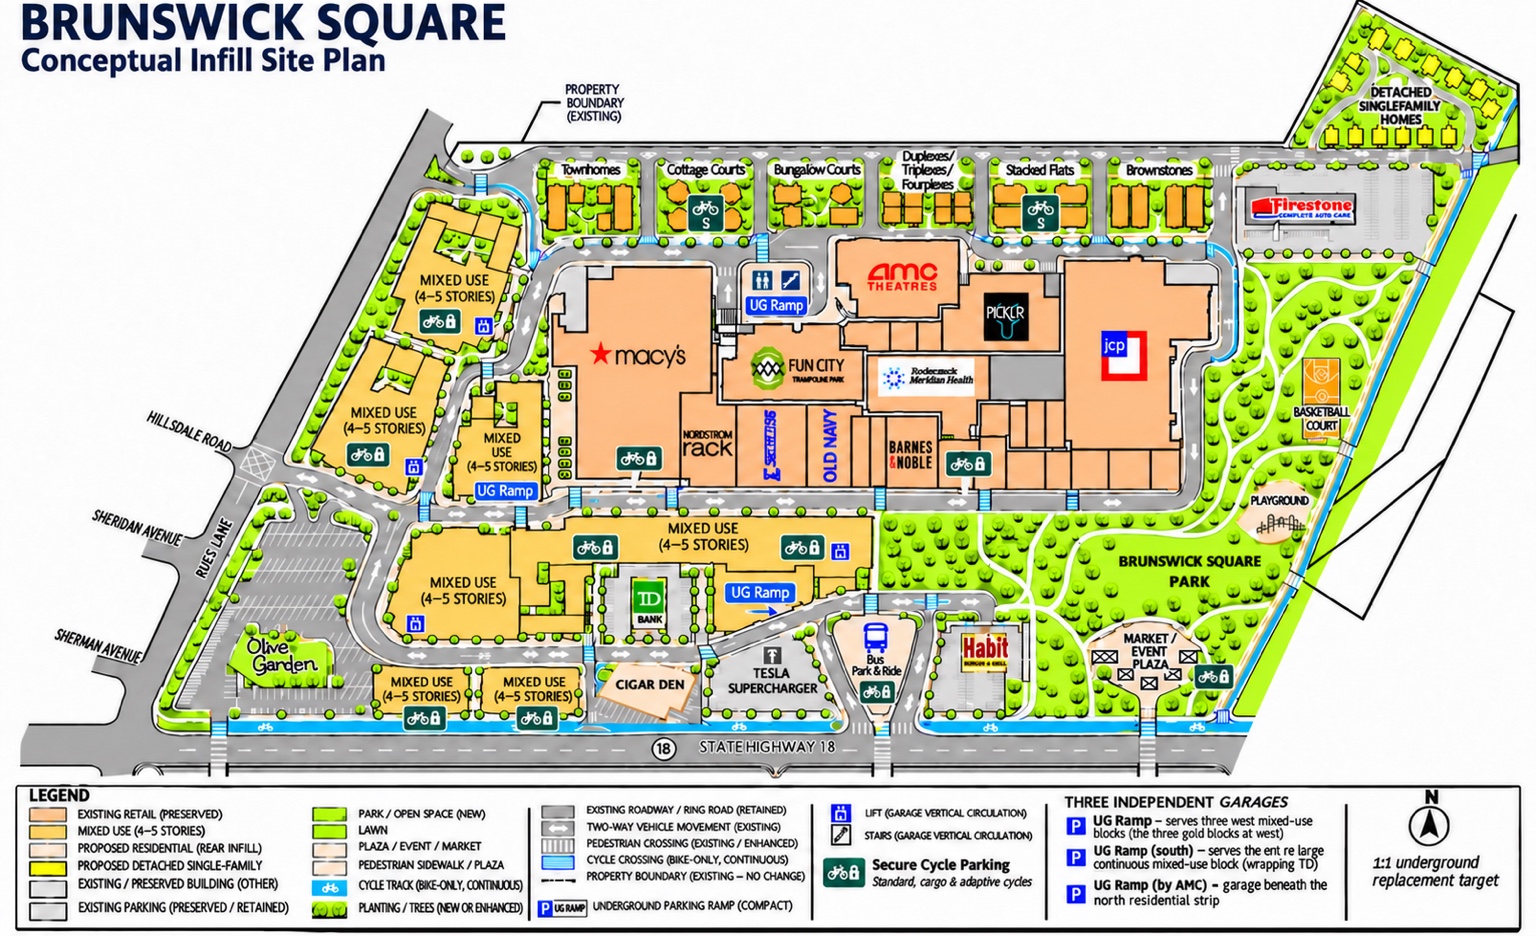 BRUNSWICK SQUARE
Conceptual Infill Site Plan
PROPERTY
BOUNDARY
(EXISTING)
DETACHED
SINGLEFAMILY
HOMES
Townhomes
Cottage Courts
Bungalow Courts
Duplexes/
Triplexes/
Fourplexes
Stacked Flats
Brownstones
S
S
Firestone
COMPLETE AUTO CARE
MIXED USE
(4–5 STORIES)
UG Ramp
AMC
THEATRES
PICKLR
macy's
FUN CITY
TRAMPOLINE PARK
Meridian Health
jcp
MIXED USE
(4–5 STORIES)
MIXED
USE
(4–5 STORIES)
UG Ramp
NORDSTROM
rack
OLD NAVY
BARNES
& NOBLE
BASKETBALL
COURT
PLAYGROUND
HILLSDALE ROAD
SHERIDAN AVENUE
RUES LANE
SHERMAN AVENUE
MIXED USE
(4–5 STORIES)
MIXED USE
(4–5 STORIES)
TD
BANK
UG Ramp
BRUNSWICK SQUARE
PARK
Olive
Garden
MIXED USE
(4–5 STORIES)
MIXED USE
(4–5 STORIES)
CIGAR DEN
TESLA
SUPERCHARGER
Bus
Park & Ride
Habit
BURGER & GRILL
MARKET /
EVENT
PLAZA
18
STATE HIGHWAY 18
LEGEND
EXISTING RETAIL (PRESERVED)
MIXED USE (4–5 STORIES)
PROPOSED RESIDENTIAL (REAR INFILL)
PROPOSED DETACHED SINGLE-FAMILY
EXISTING / PRESERVED BUILDING (OTHER)
EXISTING PARKING (PRESERVED / RETAINED)
PARK / OPEN SPACE (NEW)
LAWN
PLAZA / EVENT / MARKET
PEDESTRIAN SIDEWALK / PLAZA
CYCLE TRACK (BIKE-ONLY, CONTINUOUS)
PLANTING / TREES (NEW OR ENHANCED)
EXISTING ROADWAY / RING ROAD (RETAINED)
TWO-WAY VEHICLE MOVEMENT (EXISTING)
PEDESTRIAN CROSSING (EXISTING / ENHANCED)
CYCLE CROSSING (BIKE-ONLY, CONTINUOUS)
PROPERTY BOUNDARY (EXISTING – NO CHANGE)
P UG RAMP UNDERGROUND PARKING RAMP (COMPACT)
LIFT (GARAGE VERTICAL CIRCULATION)
STAIRS (GARAGE VERTICAL CIRCULATION)
Secure Cycle Parking
Standard, cargo & adaptive cycles
THREE INDEPENDENT GARAGES
P UG Ramp – serves three west mixed-use
blocks (the three gold blocks at west)
P UG Ramp (south) – serves the ent re large
continuous mixed-use block (wrapping TD)
P UG Ramp (by AMC) – garage beneath the
north residential strip
N
1:1 underground
replacement target